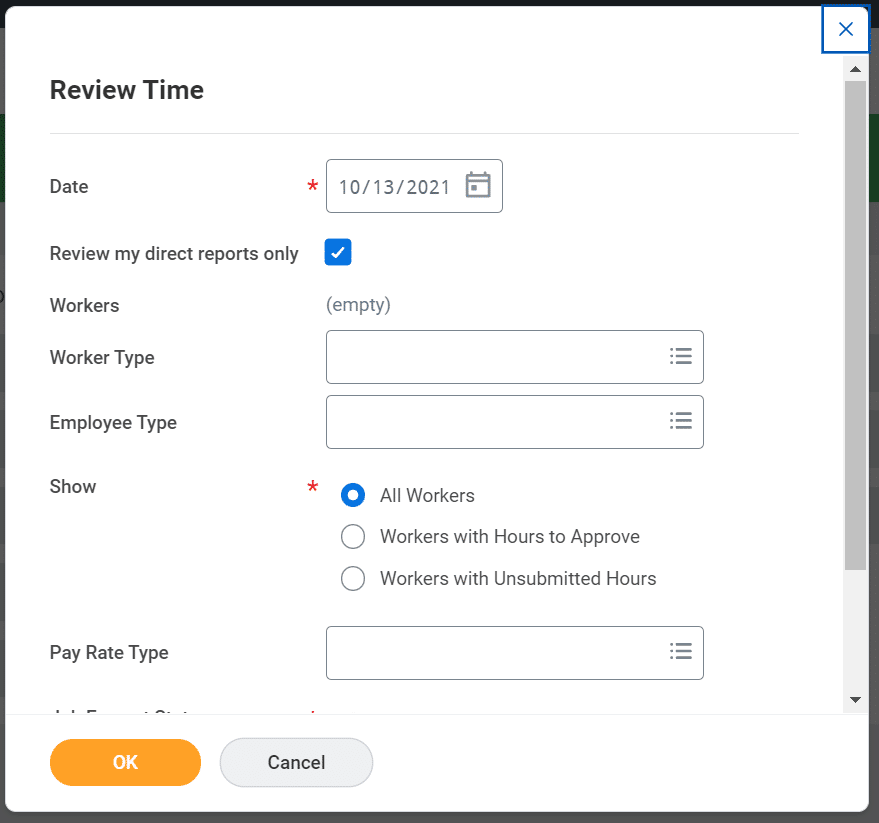 Review Time
Date * 10/13/2021
Review my direct reports only
Workers (empty)
Worker Type
Employee Type
Show * All Workers
Workers with Hours to Approve
Workers with Unsubmitted Hours
Pay Rate Type
OK Cancel